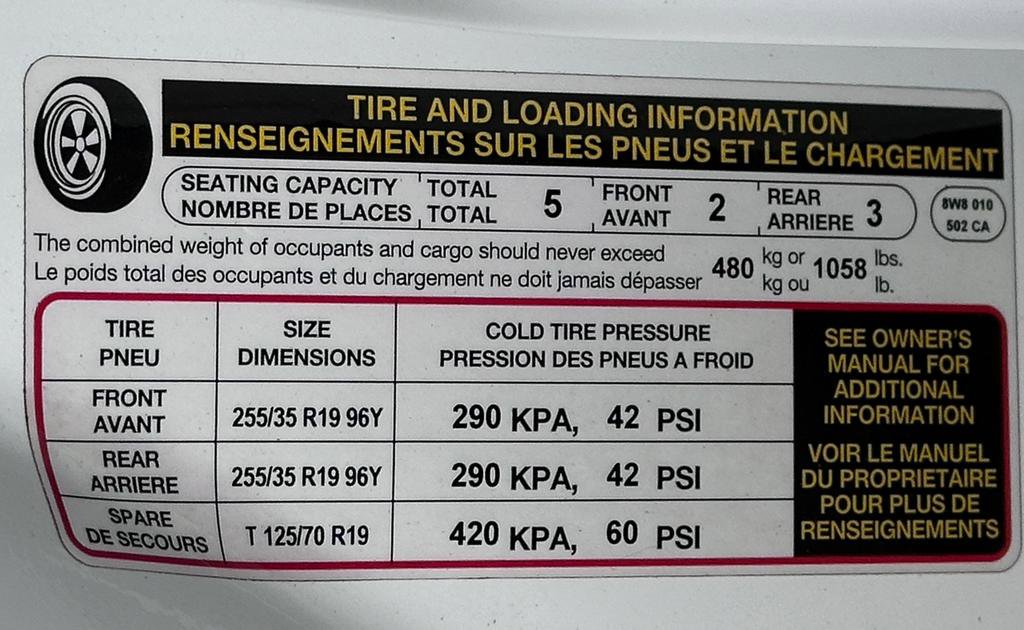 TIRE AND LOADING INFORMATION
RENSEIGNEMENTS SUR LES PNEUS ET LE CHARGEMENT
SEATING CAPACITY TOTAL 5 FRONT 2 REAR 3
NOMBRE DE PLACES TOTAL AVANT ARRIERE
8W8 010
502 CA
The combined weight of occupants and cargo should never exceed 480 kg or 1058 lbs.
Le poids total des occupants et du chargement ne doit jamais dépasser kg ou lb.
TIRE SIZE COLD TIRE PRESSURE
PNEU DIMENSIONS PRESSION DES PNEUS A FROID
FRONT
AVANT 255/35 R19 96Y 290 KPA, 42 PSI
REAR
ARRIERE 255/35 R19 96Y 290 KPA, 42 PSI
SPARE
DE SECOURS T 125/70 R19 420 KPA, 60 PSI
SEE OWNER'S
MANUAL FOR
ADDITIONAL
INFORMATION
VOIR LE MANUEL
DU PROPRIETAIRE
POUR PLUS DE
RENSEIGNEMENTS